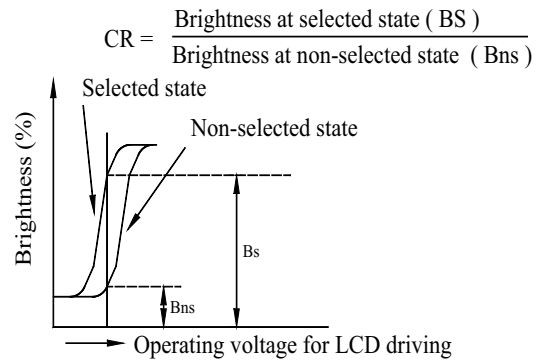 CR = Brightness at selected state ( BS )
Brightness at non-selected state ( Bns )
Selected state
Non-selected state
Brightness (%)
Bs
Bns
Operating voltage for LCD driving